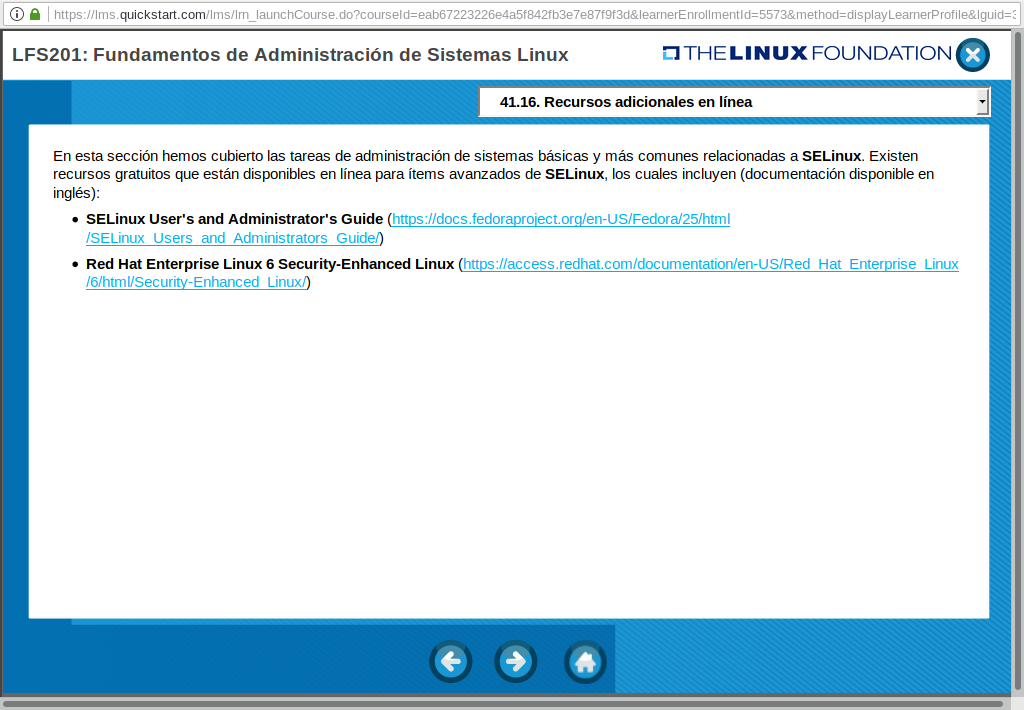 https://lms.quickstart.com/lms/lrn_launchCourse.do?courseId=eab67223226e4a5f842fb3e7e87f9f3d&learnerEnrollmentId=5573&method=displayLearnerProfile&lguid=3
LFS201: Fundamentos de Administración de Sistemas Linux
THE LINUX FOUNDATION
41.16. Recursos adicionales en línea
En esta sección hemos cubierto las tareas de administración de sistemas básicas y más comunes relacionadas a SELinux. Existen
recursos gratuitos que están disponibles en línea para ítems avanzados de SELinux, los cuales incluyen (documentación disponible en
inglés):
• SELinux User's and Administrator's Guide (https://docs.fedoraproject.org/en-US/Fedora/25/html
/SELinux_Users_and_Administrators_Guide/)
• Red Hat Enterprise Linux 6 Security-Enhanced Linux (https://access.redhat.com/documentation/en-US/Red_Hat_Enterprise_Linux
/6/html/Security-Enhanced_Linux/)